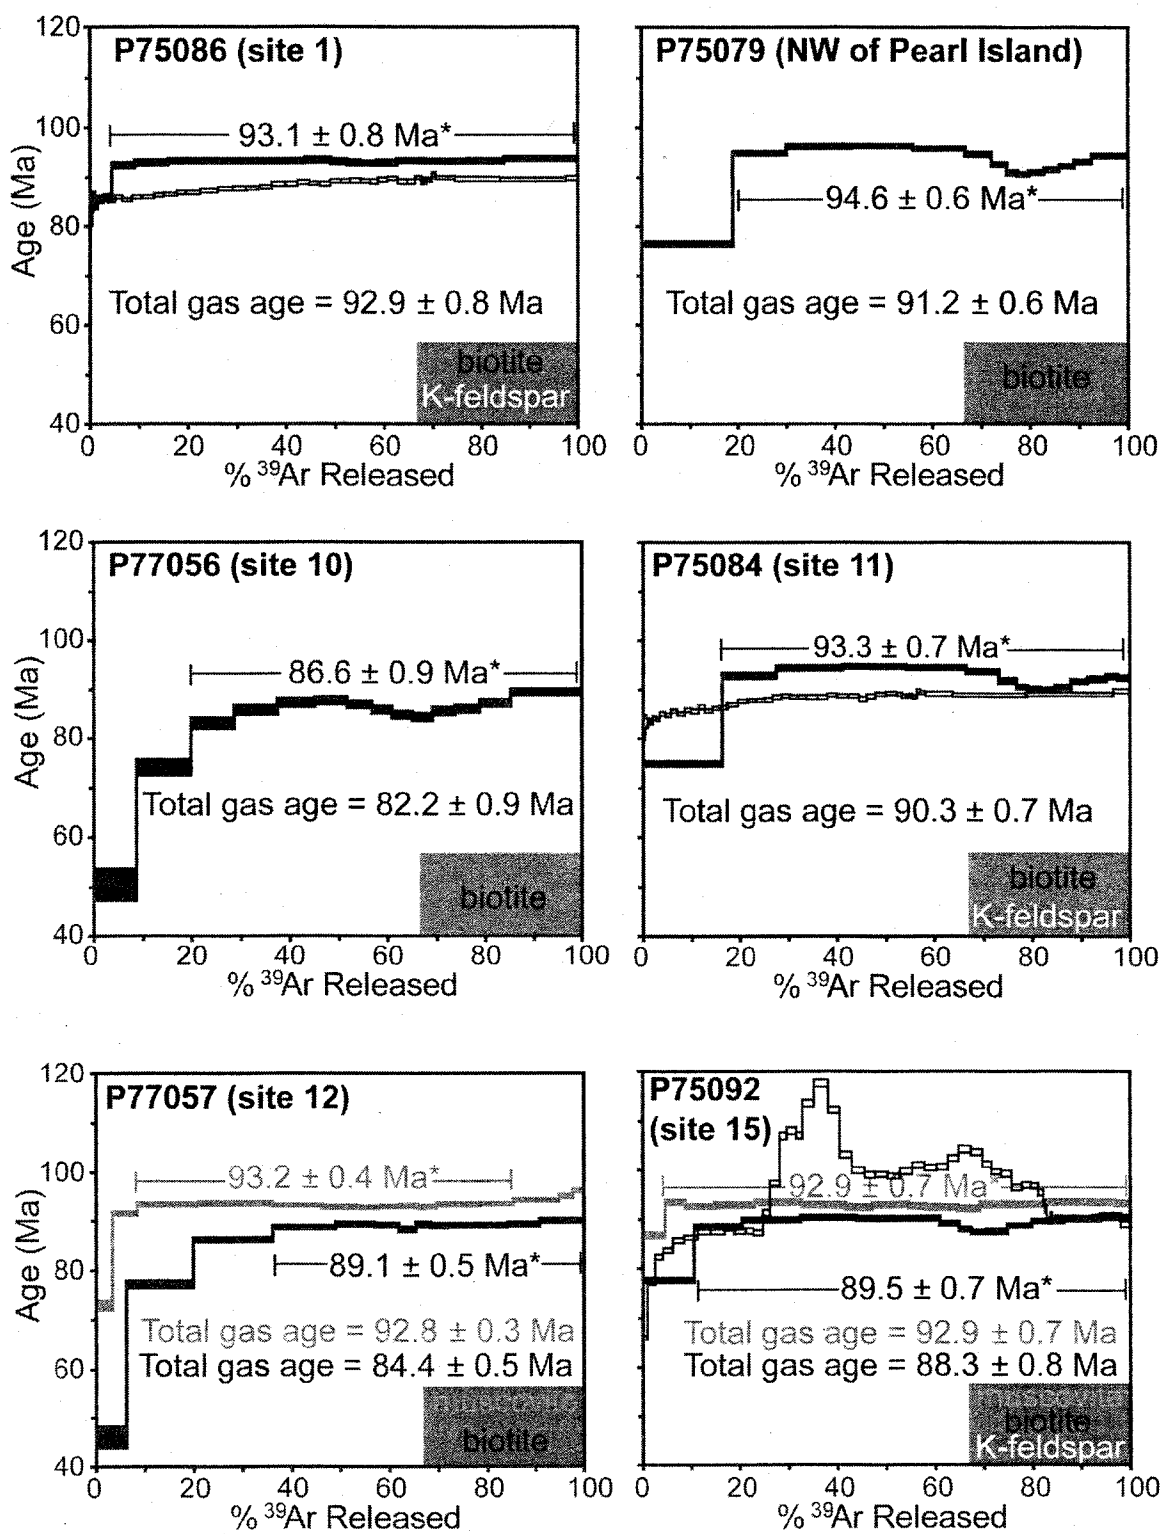 P75086 (site 1)
120
100
80
60
40
Age (Ma)
93.1 ± 0.8 Ma*
Total gas age = 92.9 ± 0.8 Ma
biotite
K-feldspar
0 20 40 60 80 100
% ³⁹Ar Released
P75079 (NW of Pearl Island)
94.6 ± 0.6 Ma*
Total gas age = 91.2 ± 0.6 Ma
biotite
0 20 40 60 80 100
% ³⁹Ar Released
P77056 (site 10)
120
100
80
60
40
Age (Ma)
86.6 ± 0.9 Ma*
Total gas age = 82.2 ± 0.9 Ma
biotite
0 20 40 60 80 100
% ³⁹Ar Released
P75084 (site 11)
93.3 ± 0.7 Ma*
Total gas age = 90.3 ± 0.7 Ma
biotite
K-feldspar
0 20 40 60 80 100
% ³⁹Ar Released
P77057 (site 12)
120
100
80
60
40
Age (Ma)
93.2 ± 0.4 Ma*
89.1 ± 0.5 Ma*
Total gas age = 92.8 ± 0.3 Ma
Total gas age = 84.4 ± 0.5 Ma
biotite
0 20 40 60 80 100
% ³⁹Ar Released
P75092
(site 15)
92.9 ± 0.7 Ma*
89.5 ± 0.7 Ma*
Total gas age = 92.9 ± 0.7 Ma
Total gas age = 88.3 ± 0.8 Ma
biotite
K-feldspar
0 20 40 60 80 100
% ³⁹Ar Released